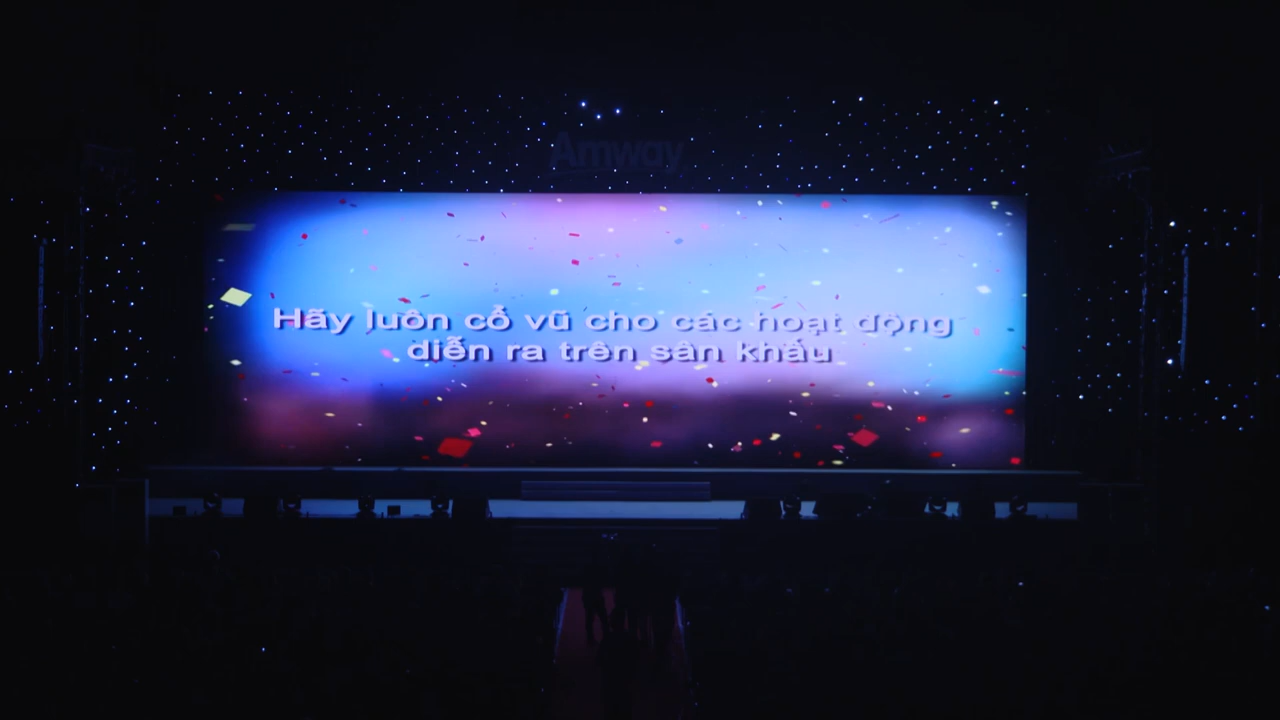 Amway
Hãy luôn cổ vũ cho các hoạt động
diễn ra trên sân khấu